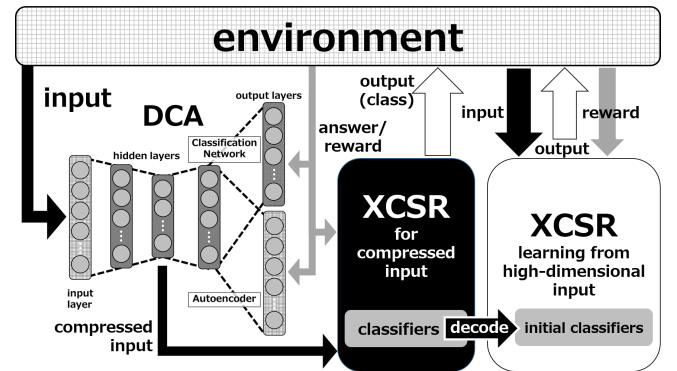 environment
input
DCA
output layers
Classification
Network
hidden layers
input
layer
Autoencoder
compressed
input
answer/
reward
output
(class)
input
reward
output
XCSR
for
compressed
input
classifiers
decode
XCSR
learning from
high-dimensional
input
initial classifiers